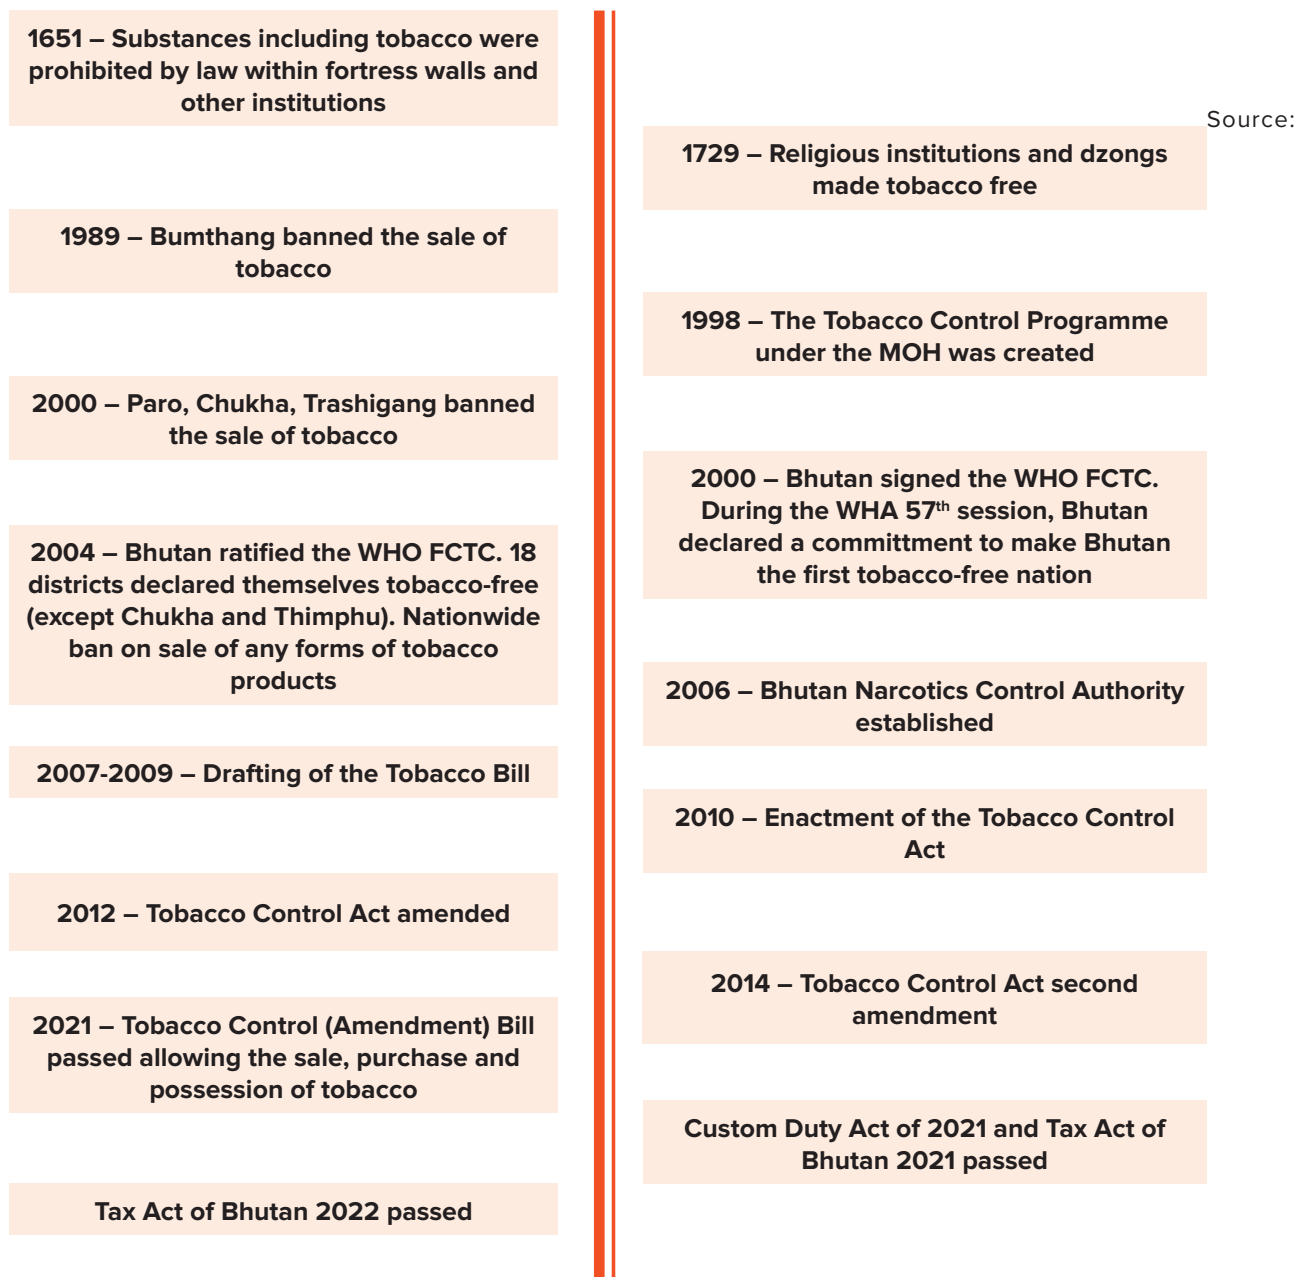 1651 – Substances including tobacco were
prohibited by law within fortress walls and
other institutions
Source:
1729 – Religious institutions and dzongs
made tobacco free
1989 – Bumthang banned the sale of
tobacco
1998 – The Tobacco Control Programme
under the MOH was created
2000 – Paro, Chukha, Trashigang banned
the sale of tobacco
2000 – Bhutan signed the WHO FCTC.
During the WHA 57th session, Bhutan
declared a committment to make Bhutan
the first tobacco-free nation
2004 – Bhutan ratified the WHO FCTC. 18
districts declared themselves tobacco-free
(except Chukha and Thimphu). Nationwide
ban on sale of any forms of tobacco
products
2006 – Bhutan Narcotics Control Authority
established
2007-2009 – Drafting of the Tobacco Bill
2010 – Enactment of the Tobacco Control
Act
2012 – Tobacco Control Act amended
2014 – Tobacco Control Act second
amendment
2021 – Tobacco Control (Amendment) Bill
passed allowing the sale, purchase and
possession of tobacco
Custom Duty Act of 2021 and Tax Act of
Bhutan 2021 passed
Tax Act of Bhutan 2022 passed